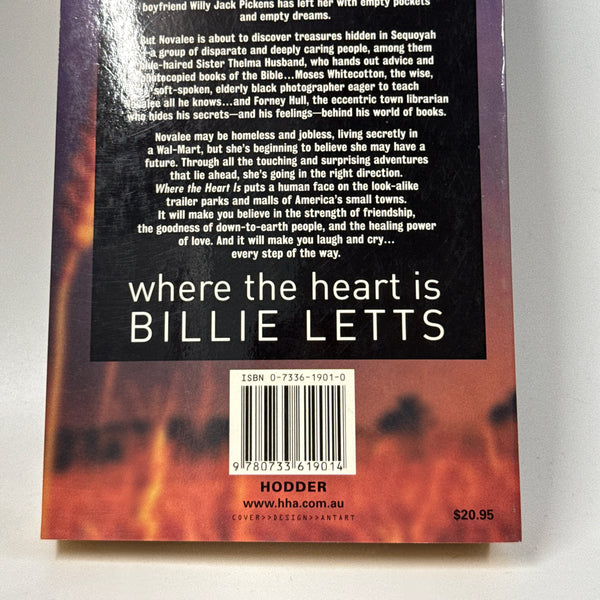 boyfriend Willy Jack Pickens has left her with empty pockets
and empty dreams.
But Novalee is about to discover treasures hidden in Sequoyah
—a group of disparate and deeply caring people, among them
blue-haired Sister Thelma Husband, who hands out advice and
photocopied books of the Bible...Moses Whitecotton, the wise,
soft-spoken, elderly black photographer eager to teach
Novalee all he knows...and Forney Hull, the eccentric town librarian
who hides his secrets—and his feelings—behind his world of books.
Novalee may be homeless and jobless, living secretly in
a Wal-Mart, but she's beginning to believe she may have a
future. Through all the touching and surprising adventures
that lie ahead, she's going in the right direction.
Where the Heart Is puts a human face on the look-alike
trailer parks and malls of America's small towns.
It will make you believe in the strength of friendship,
the goodness of down-to-earth people, and the healing power
of love. And it will make you laugh and cry...
every step of the way.
where the heart is
BILLIE LETTS
ISBN 0-7336-1901-0
9 780733 619014
HODDER
www.hha.com.au
COVER>>DESIGN>>ANTART
$20.95